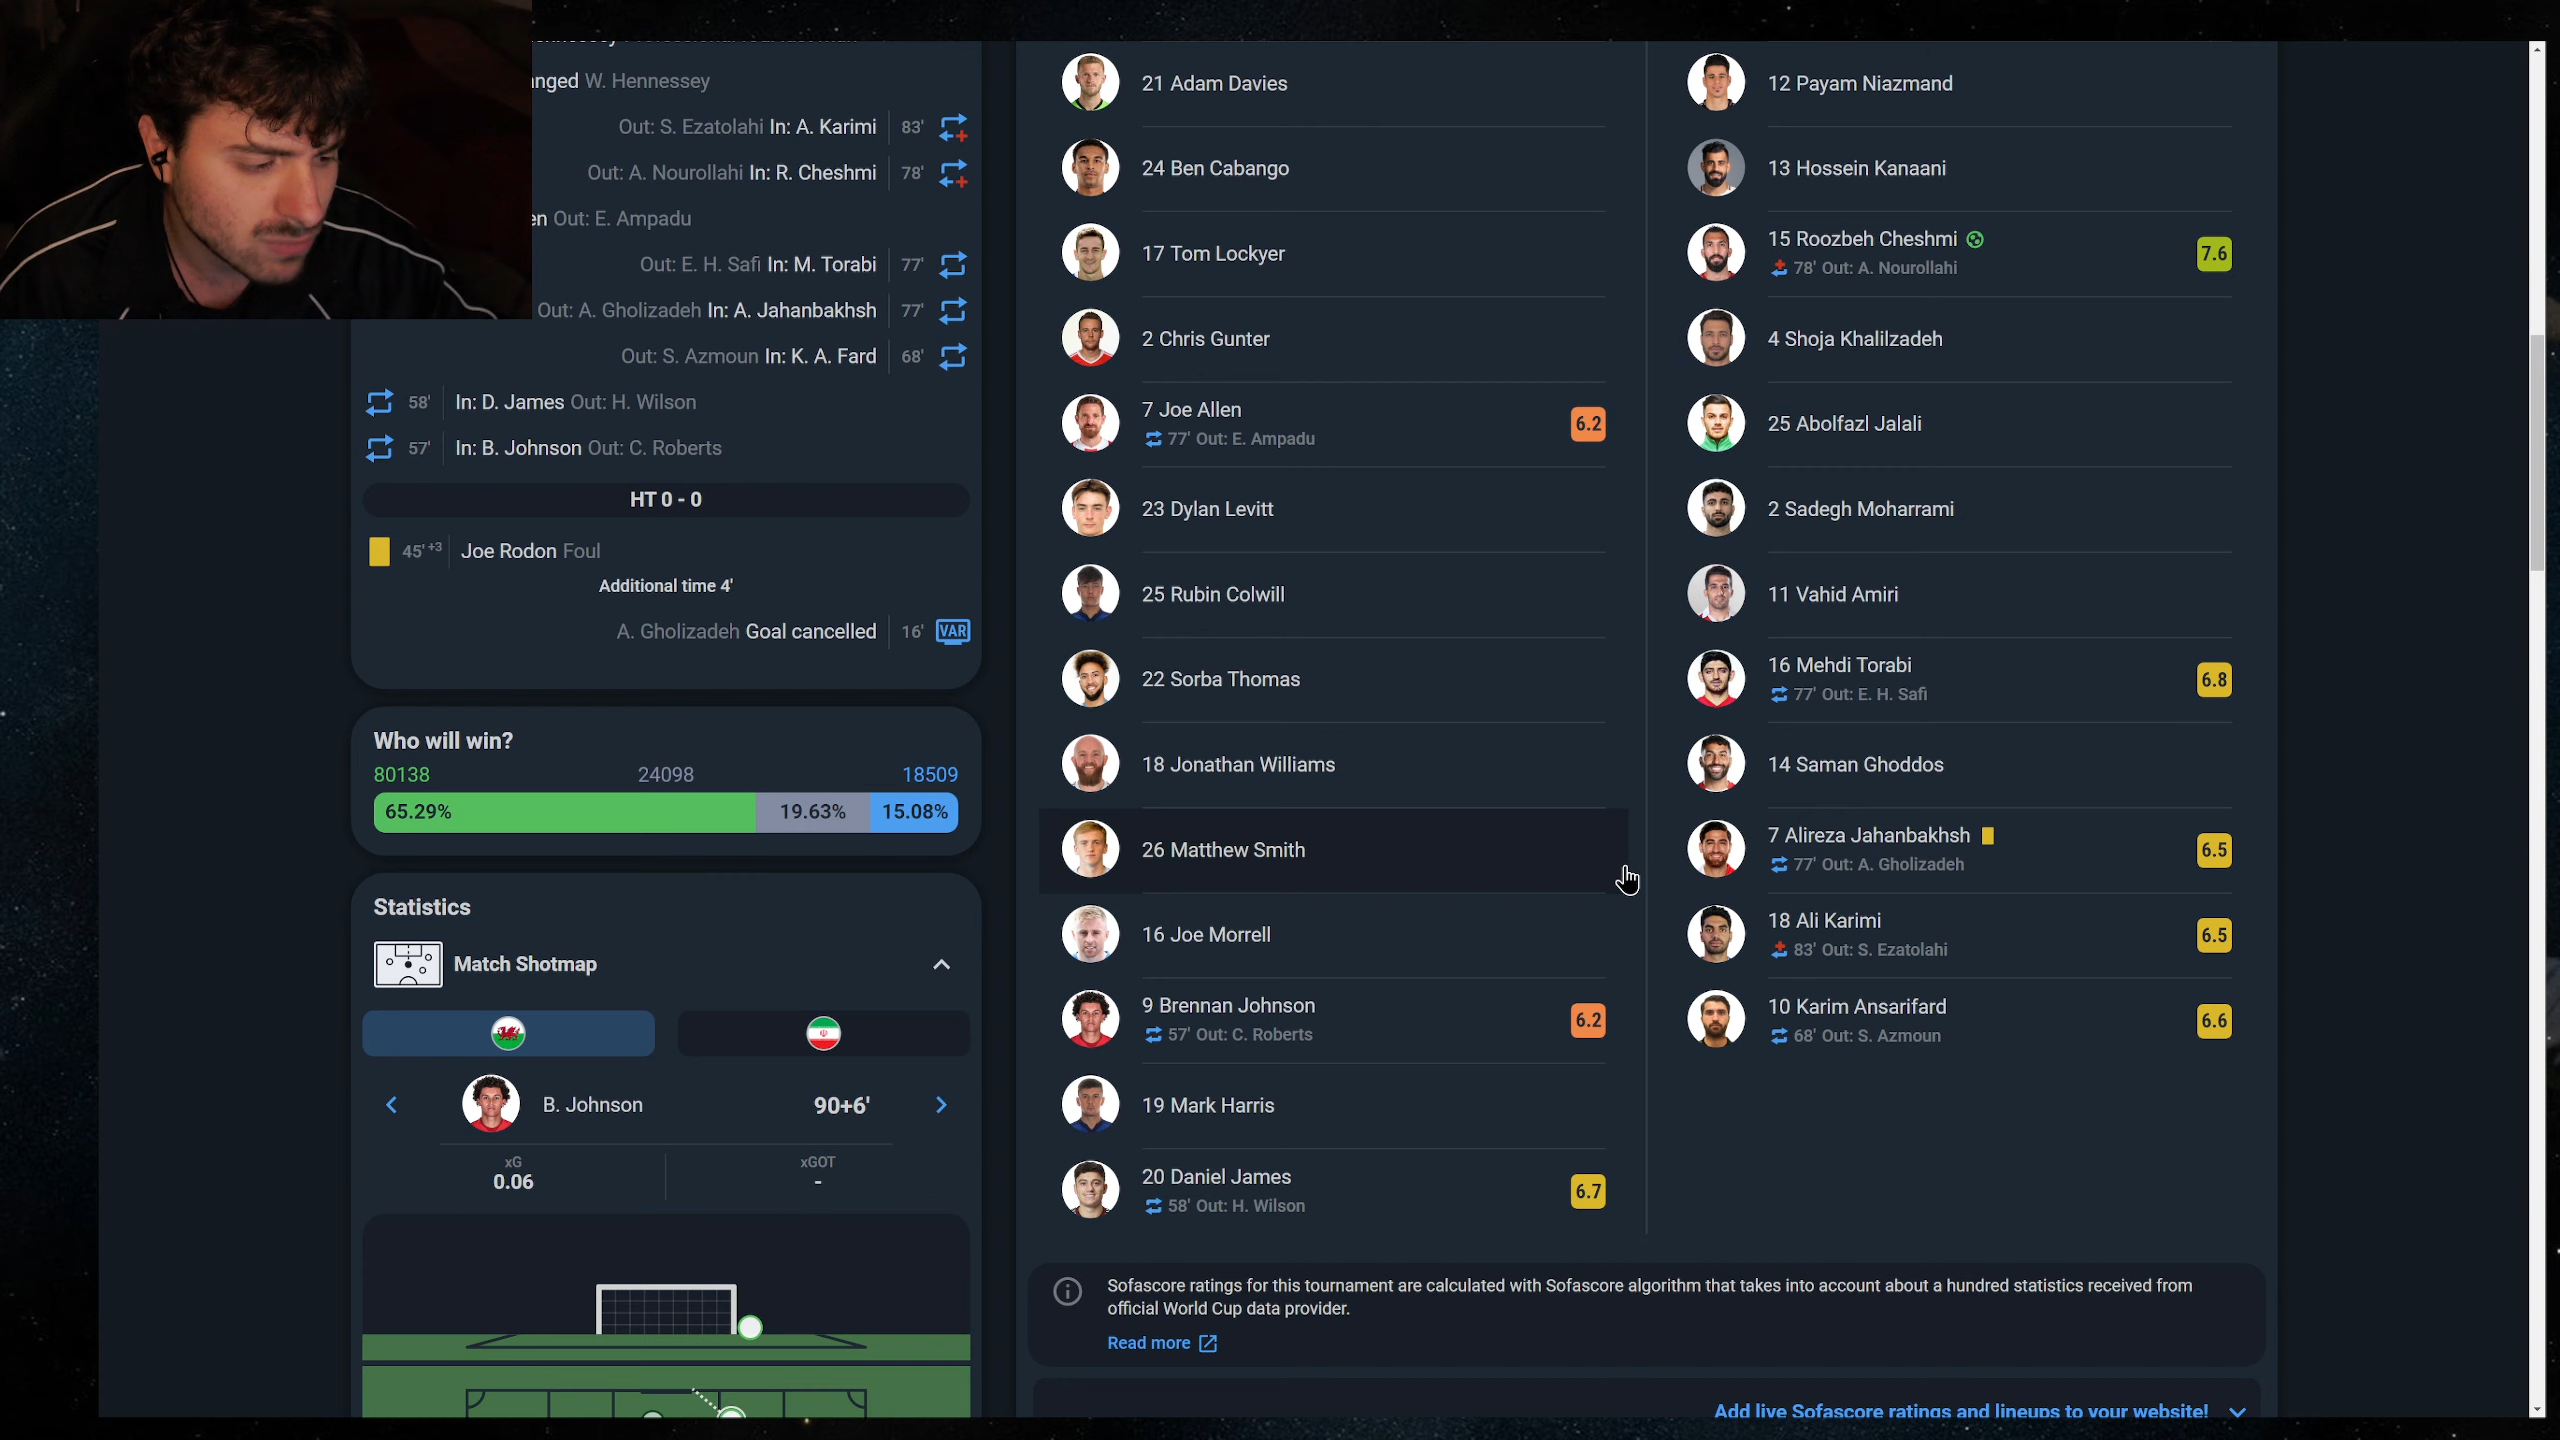 anged W. Hennessey
Out: S. Ezatolahi In: A. Karimi 83'
Out: A. Nourollahi In: R. Cheshmi 78'
en Out: E. Ampadu
Out: E. H. Safi In: M. Torabi 77'
Out: A. Gholizadeh In: A. Jahanbakhsh 77'
Out: S. Azmoun In: K. A. Fard 68'
58' In: D. James Out: H. Wilson
57' In: B. Johnson Out: C. Roberts
HT 0 - 0
45'+3 Joe Rodon Foul
Additional time 4'
A. Gholizadeh Goal cancelled 16' VAR
Who will win?
80138 24098 18509
65.29% 19.63% 15.08%
Statistics
Match Shotmap
B. Johnson 90+6'
xG xGOT
0.06 -
21 Adam Davies
24 Ben Cabango
17 Tom Lockyer
2 Chris Gunter
7 Joe Allen
77' Out: E. Ampadu
6.2
23 Dylan Levitt
25 Rubin Colwill
22 Sorba Thomas
18 Jonathan Williams
26 Matthew Smith
16 Joe Morrell
9 Brennan Johnson
57' Out: C. Roberts
6.2
19 Mark Harris
20 Daniel James
58' Out: H. Wilson
6.7
12 Payam Niazmand
13 Hossein Kanaani
15 Roozbeh Cheshmi
78' Out: A. Nourollahi
7.6
4 Shoja Khalilzadeh
25 Abolfazl Jalali
2 Sadegh Moharrami
11 Vahid Amiri
16 Mehdi Torabi
77' Out: E. H. Safi
6.8
14 Saman Ghoddos
7 Alireza Jahanbakhsh
77' Out: A. Gholizadeh
6.5
18 Ali Karimi
83' Out: S. Ezatolahi
6.5
10 Karim Ansarifard
68' Out: S. Azmoun
6.6
Sofascore ratings for this tournament are calculated with Sofascore algorithm that takes into account about a hundred statistics received from
official World Cup data provider.
Read more
Add live Sofascore ratings and lineups to your website!